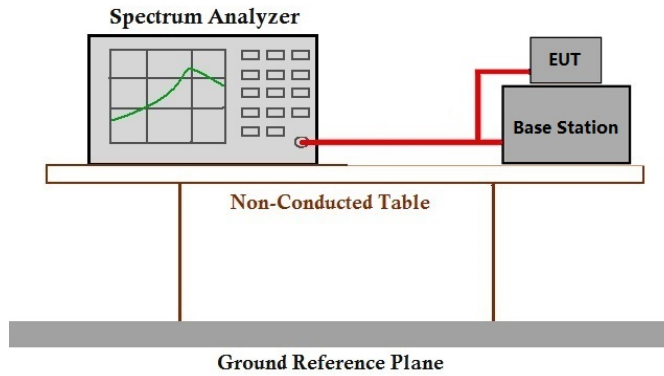 Spectrum Analyzer
EUT
Base Station
Non-Conducted Table
Ground Reference Plane